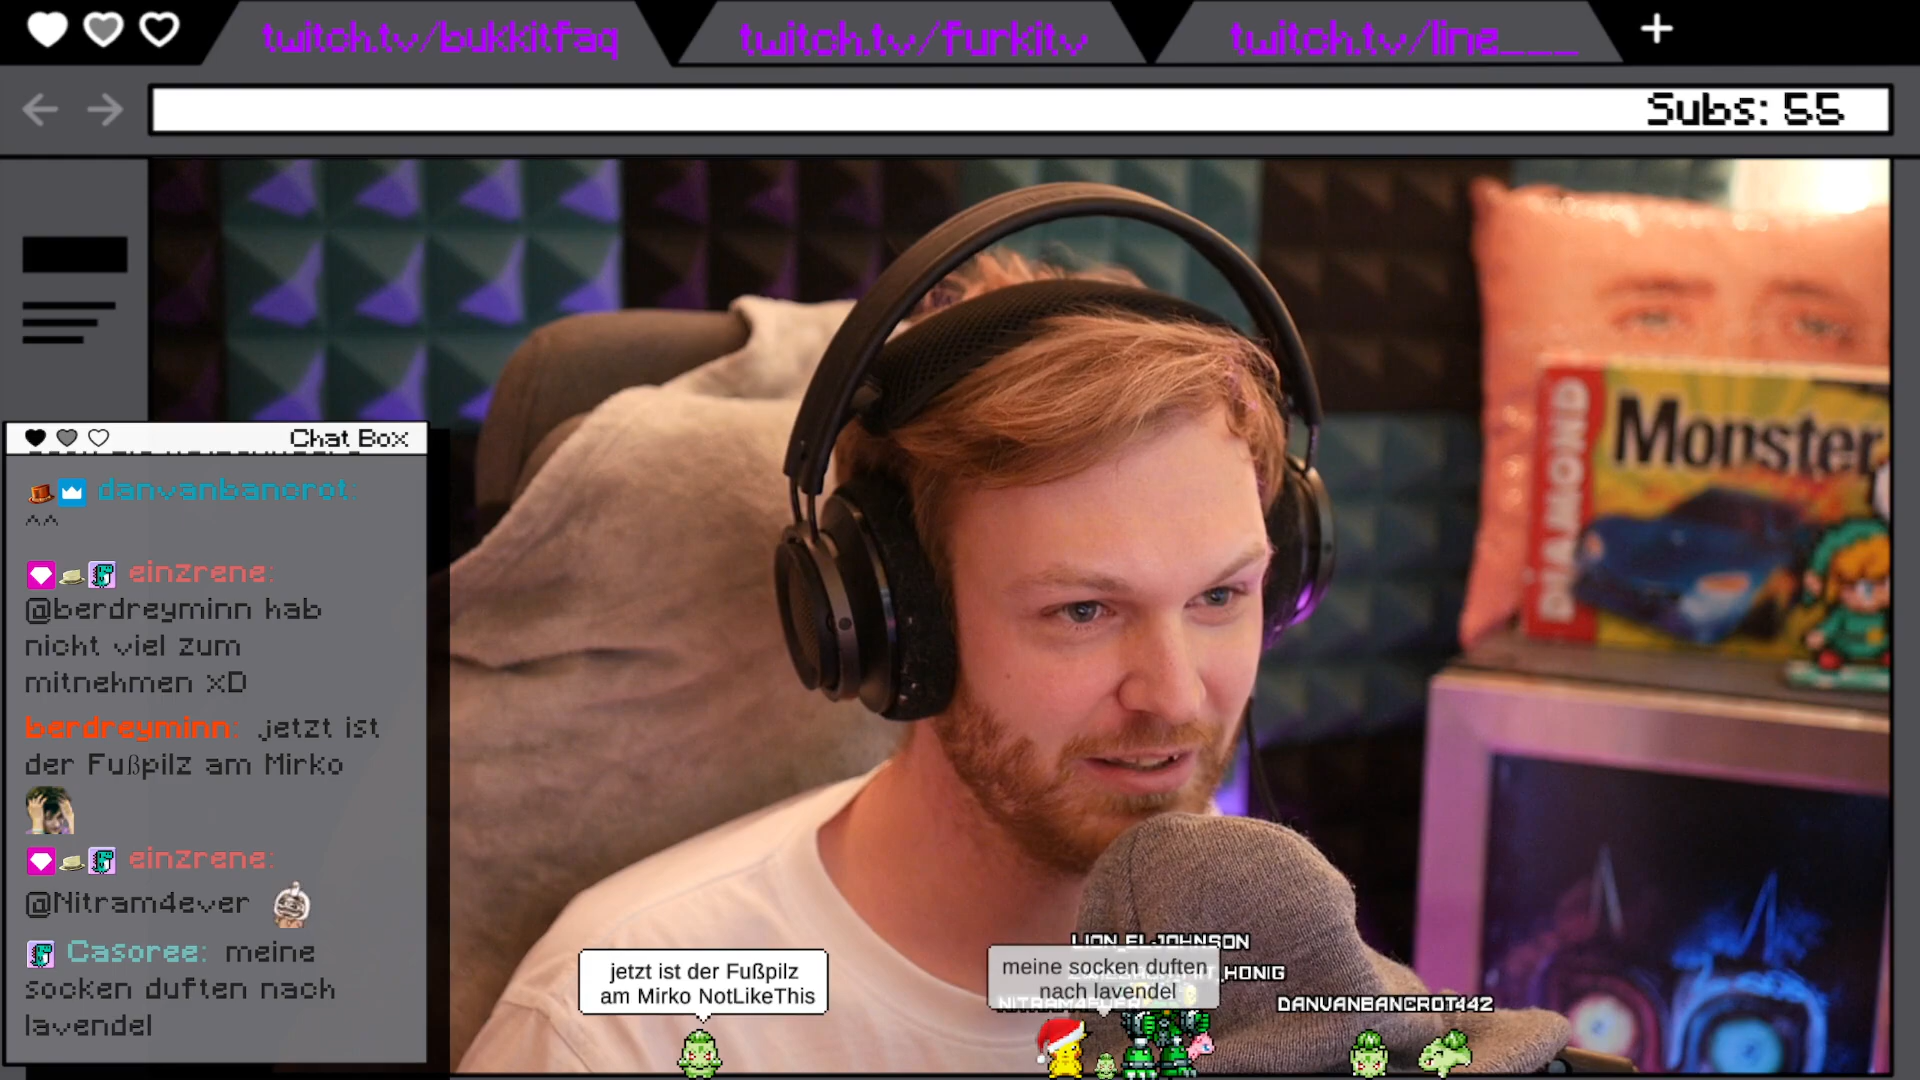 twitch.tv/bukkitfaq
twitch.tv/furkitv
twitch.tv/line___
Subs: 55
Chat Box
danvanbancrot:
^^
einzrene:
@berdreyminn hab
nicht viel zum
mitnehmen xD
berdreyminn: jetzt ist
der Fußpilz am Mirko
einzrene:
@Nitram4ever
Casoree: meine
socken duften nach
lavendel
DIAMOND
Monster
jetzt ist der Fußpilz
am Mirko NotLikeThis
LION_ELJOHNSON
meine socken duften
nach lavendel
HONIG
NITRAM4EVER
DANVANBANCROT442